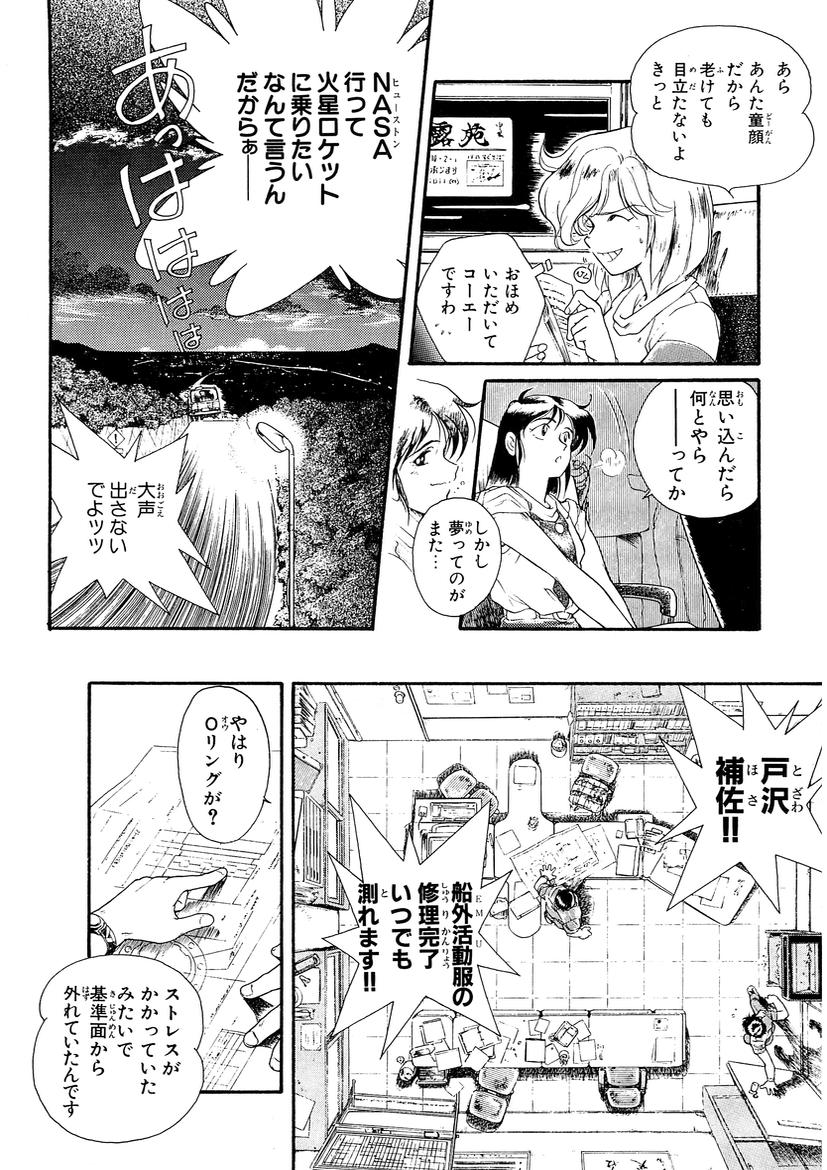 あら
あんた童顔
だから
老けても
目立たないよ
きっと
おほめ
いただいて
コーエー
ですわ
思い込んだら
何とやら
──ってか
しかし
夢ってのが
また…
NASA
行って
火星ロケット
に乗りたい
なんて言うん
だからぁ──
あっはははは
大声
出さない
でよッッ
戸沢
補佐!!
船外活動服の
修理完了
いつでも
測れます!!
やはり
Oリングが?
ストレスが
かかっていた
みたいで
基準面から
外れていたんです